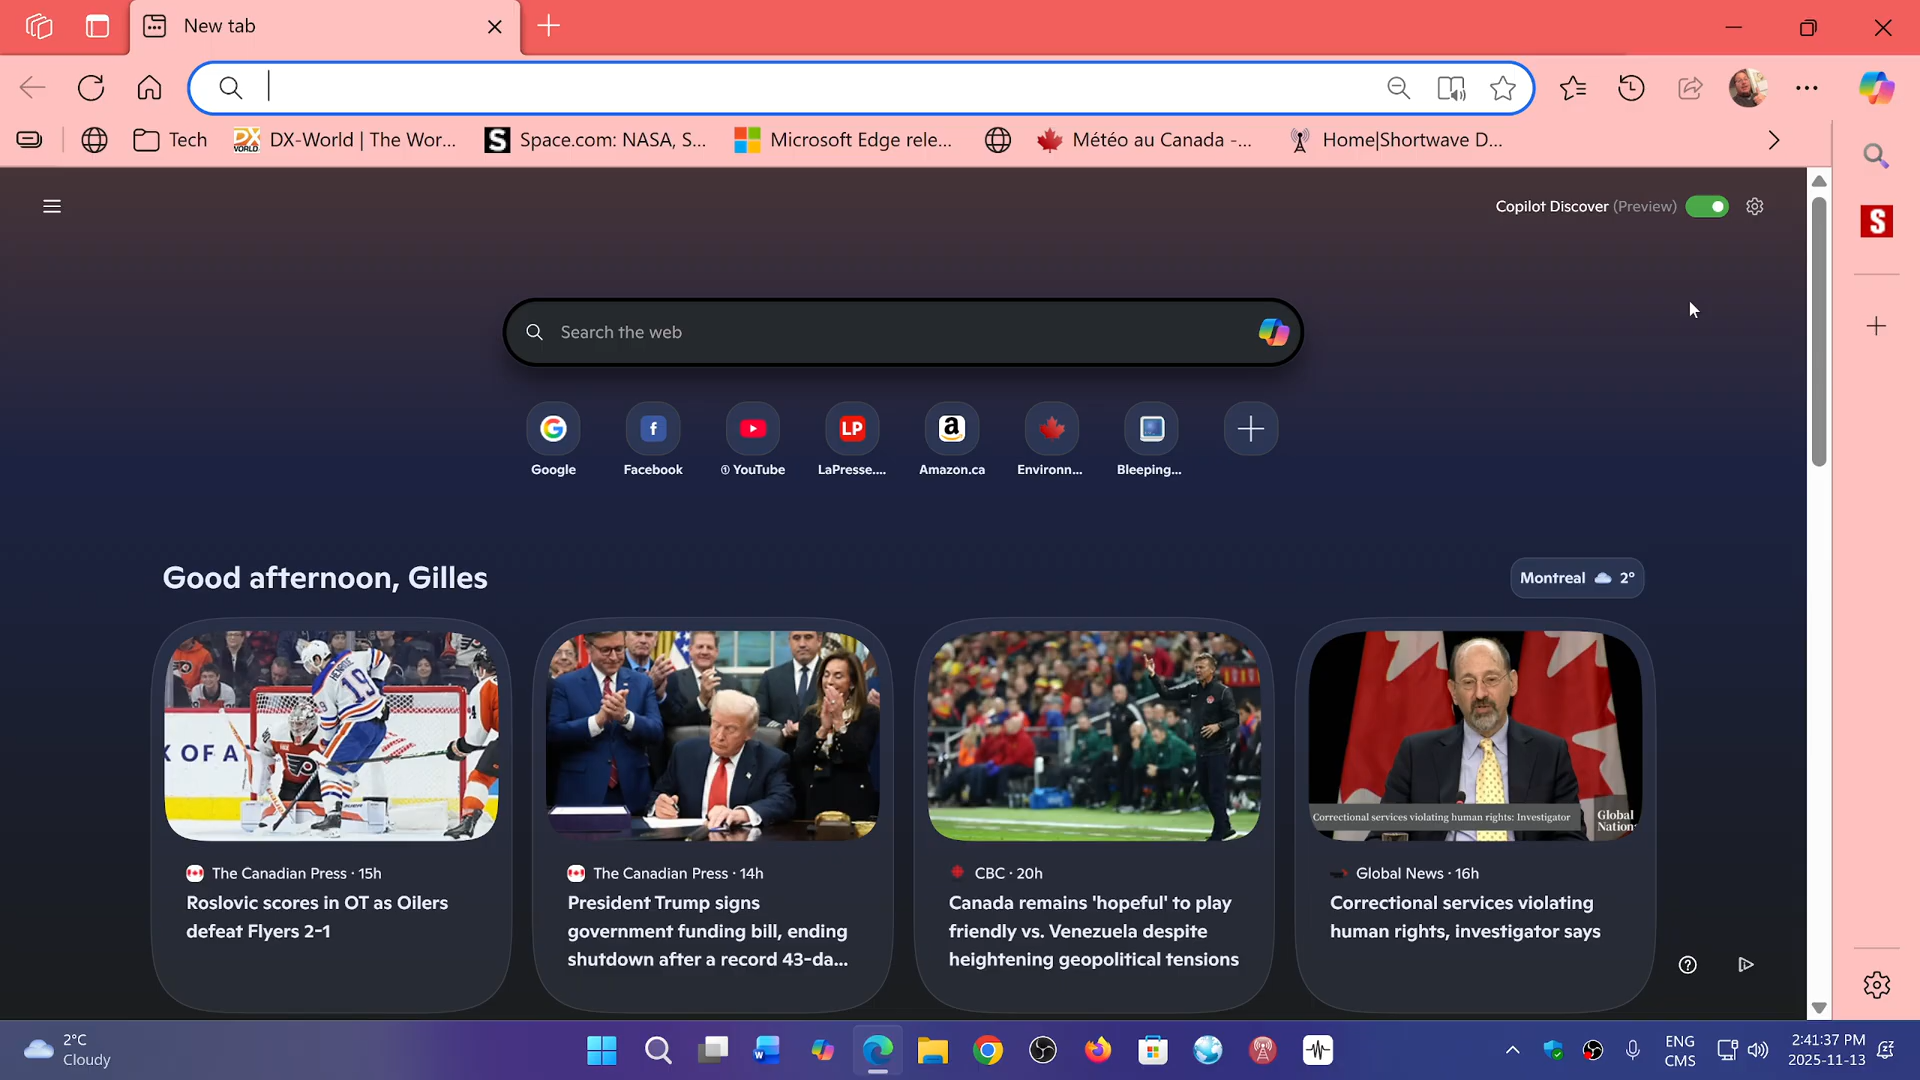 New tab
Tech
DX-World | The Wor...
Space.com: NASA, S...
Microsoft Edge rele...
Météo au Canada -...
Home|Shortwave D...
Copilot Discover (Preview)
Search the web
Google
Facebook
YouTube
LaPresse....
Amazon.ca
Environn...
Bleeping...
Good afternoon, Gilles
Montreal 2°
X OF A
HENRIQUE
19
Correctional services violating human rights: Investigator
Global
Nation
The Canadian Press · 15h
Roslovic scores in OT as Oilers
defeat Flyers 2-1
The Canadian Press · 14h
President Trump signs
government funding bill, ending
shutdown after a record 43-da...
CBC · 20h
Canada remains 'hopeful' to play
friendly vs. Venezuela despite
heightening geopolitical tensions
Global News · 16h
Correctional services violating
human rights, investigator says
2°C
Cloudy
ENG
CMS
2:41:37 PM
2025-11-13